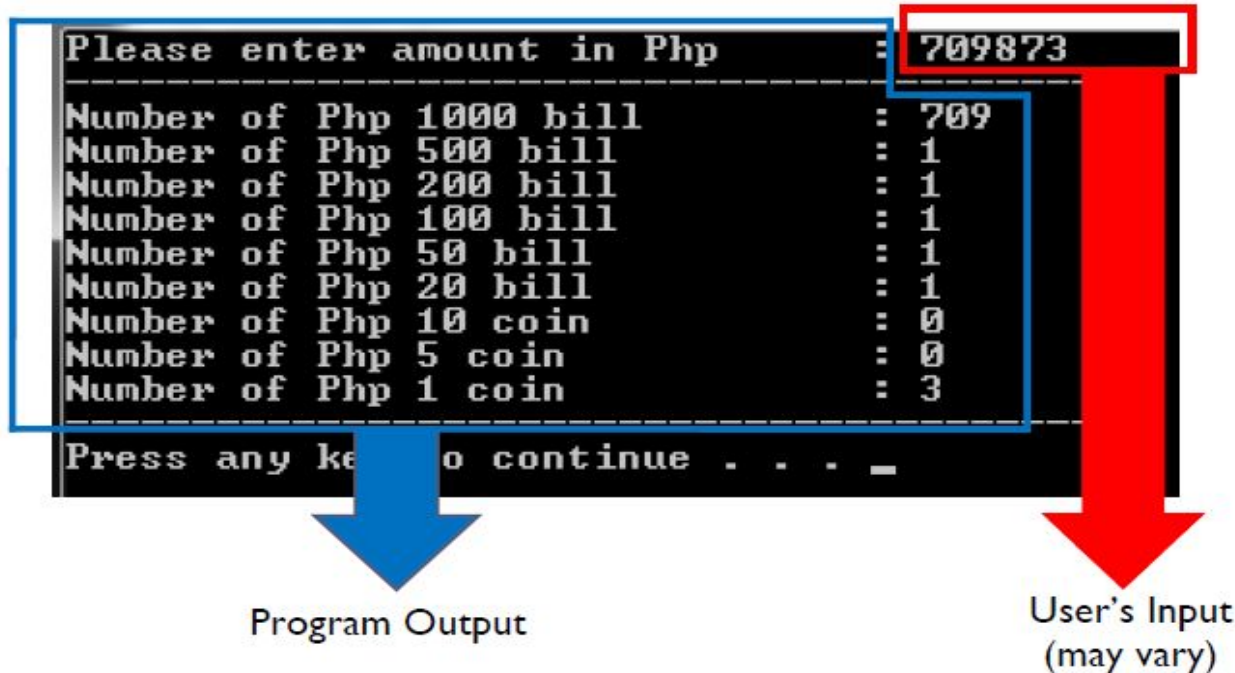 Please enter amount in Php : 709873
------------------------------------------------------------
Number of Php 1000 bill : 709
Number of Php 500 bill : 1
Number of Php 200 bill : 1
Number of Php 100 bill : 1
Number of Php 50 bill : 1
Number of Php 20 bill : 1
Number of Php 10 coin : 0
Number of Php 5 coin : 0
Number of Php 1 coin : 3
------------------------------------------------------------
Press any ke o continue . . . _
Program Output
User's Input
(may vary)